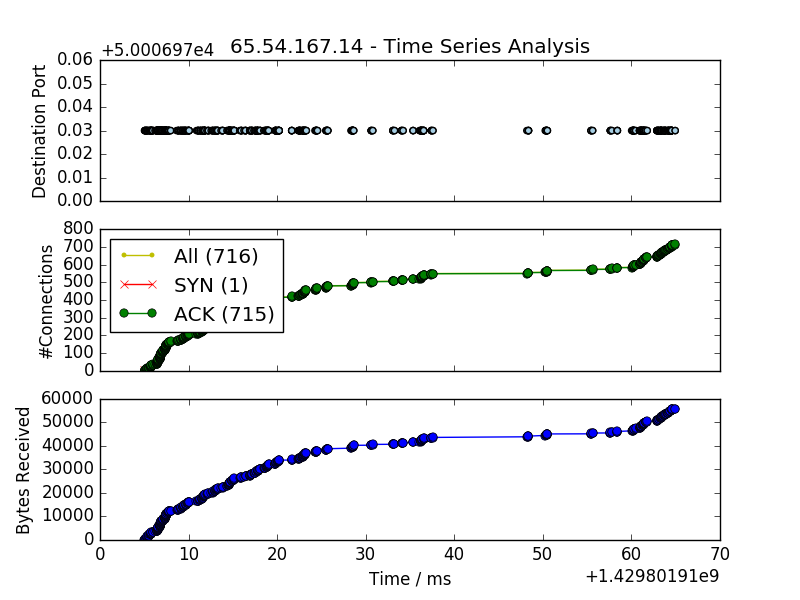 +5.000697e4
65.54.167.14 - Time Series Analysis
0.06
0.05
0.04
0.03
0.02
0.01
0.00
Destination Port
800
700
600
500
400
300
200
100
0
#Connections
All (716)
SYN (1)
ACK (715)
60000
50000
40000
30000
20000
10000
0
Bytes Received
0 10 20 30 40 50 60 70
Time / ms
+1.42980191e9